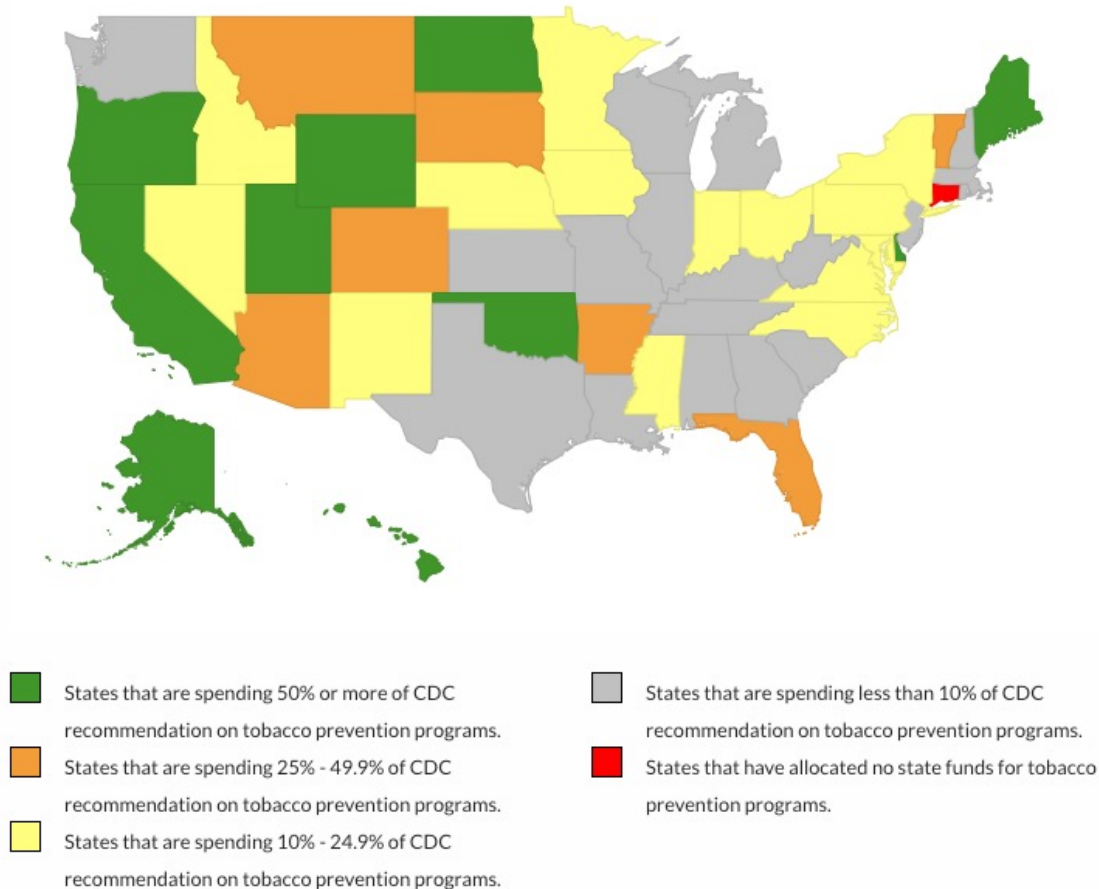 States that are spending 50% or more of CDC
recommendation on tobacco prevention programs.
States that are spending 25% - 49.9% of CDC
recommendation on tobacco prevention programs.
States that are spending 10% - 24.9% of CDC
recommendation on tobacco prevention programs.
States that are spending less than 10% of CDC
recommendation on tobacco prevention programs.
States that have allocated no state funds for tobacco
prevention programs.